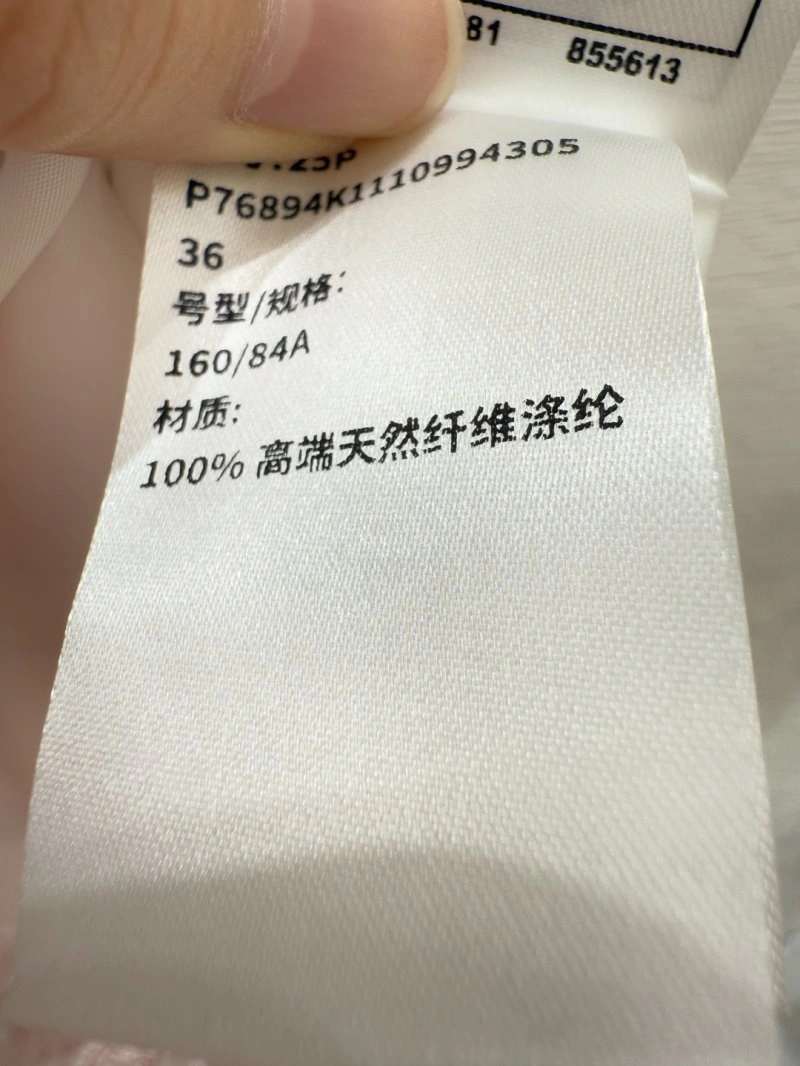 81 855613
P76894K1110994305
36
号型/规格:
160/84A
材质:
100% 高端天然纤维涤纶